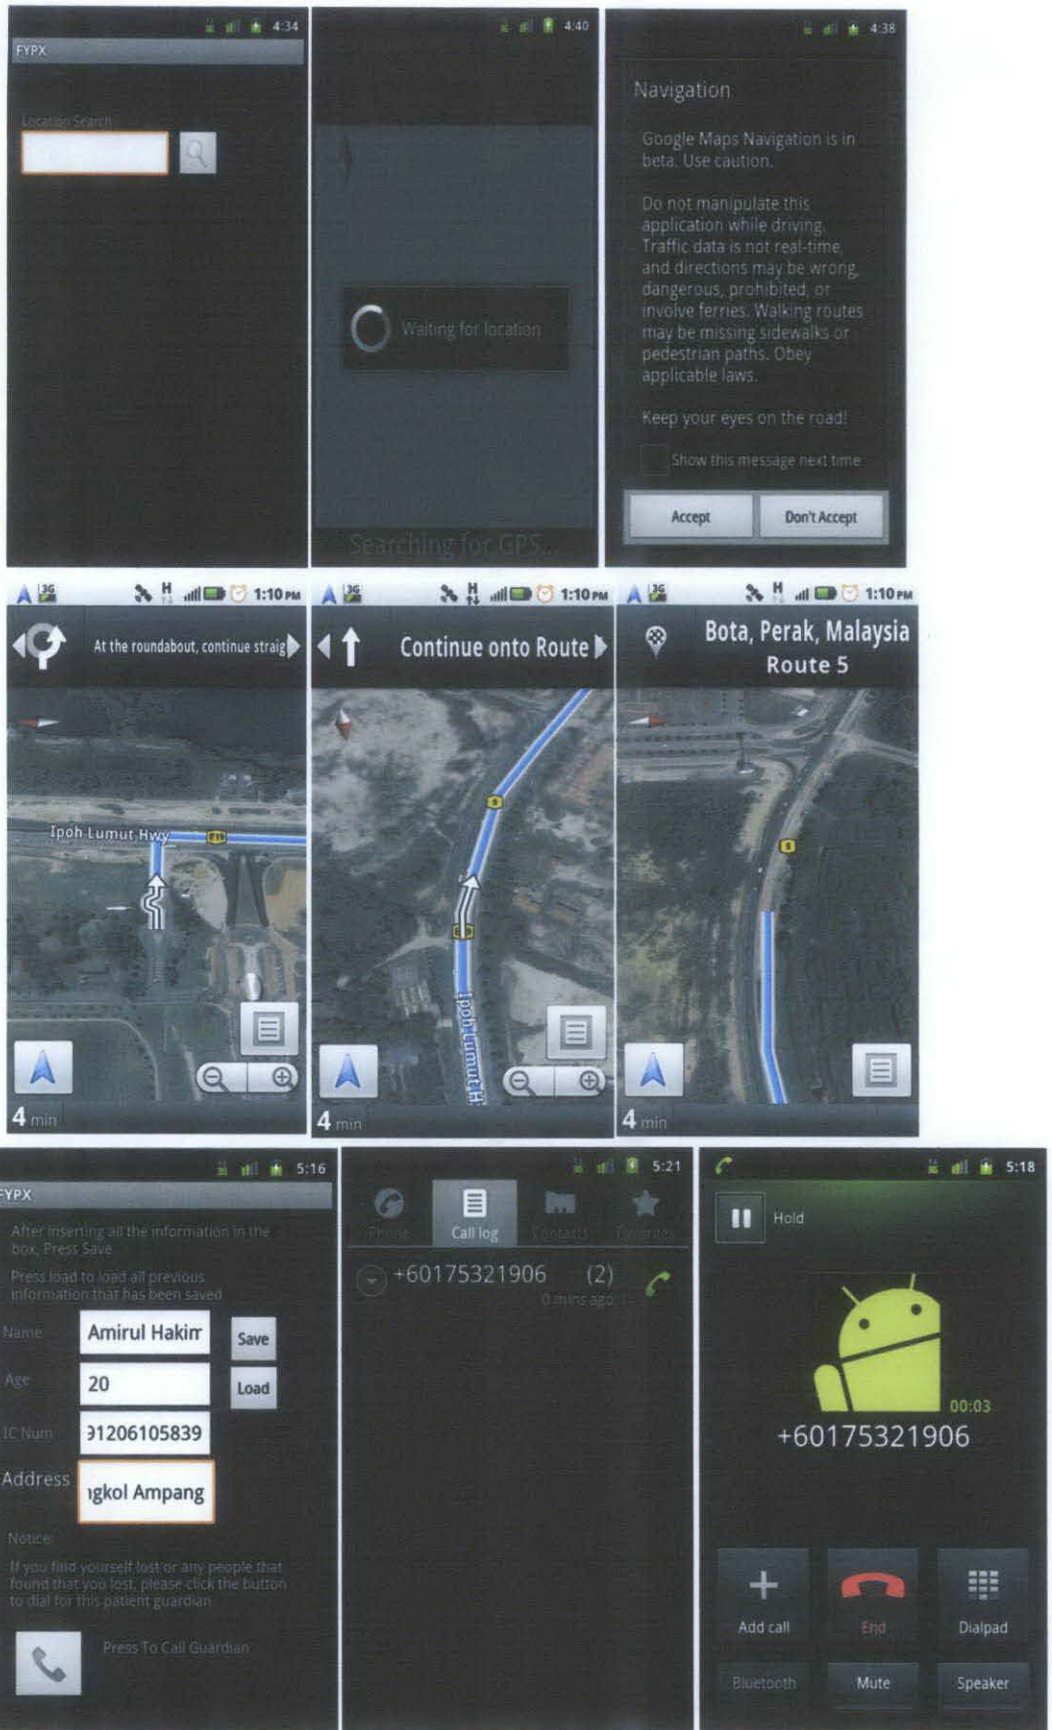 4:34
FYPX
Location Search
4:40
Waiting for location
Searching for GPS...
4:38
Navigation
Google Maps Navigation is in
beta. Use caution.
Do not manipulate this
application while driving.
Traffic data is not real-time,
and directions may be wrong,
dangerous, prohibited, or
involve ferries. Walking routes
may be missing sidewalks or
pedestrian paths. Obey
applicable laws.
Keep your eyes on the road!
Show this message next time
Accept
Don't Accept
3G H 1:10 PM
At the roundabout, continue straig
Ipoh Lumut Hwy
E19
4 min
3G H 1:10 PM
Continue onto Route
5
Ipoh Lumut H
4 min
3G H 1:10 PM
Bota, Perak, Malaysia
Route 5
5
4 min
5:16
FYPX
After inserting all the information in the
box, Press Save
Press load to load all previous
information that has been saved
Name
Amirul Hakim
Save
Age
20
Load
IC Num
91206105839
Address
ngkol Ampang
Notice:
If you find yourself lost or any people that
found that you lost, please click the button
to dial for this patient guardian
Press To Call Guardian
5:21
Phone
Call log
Contacts
Favorites
+60175321906 (2)
0 mins ago
5:18
Hold
00:03
+60175321906
Add call
End
Dialpad
Bluetooth
Mute
Speaker